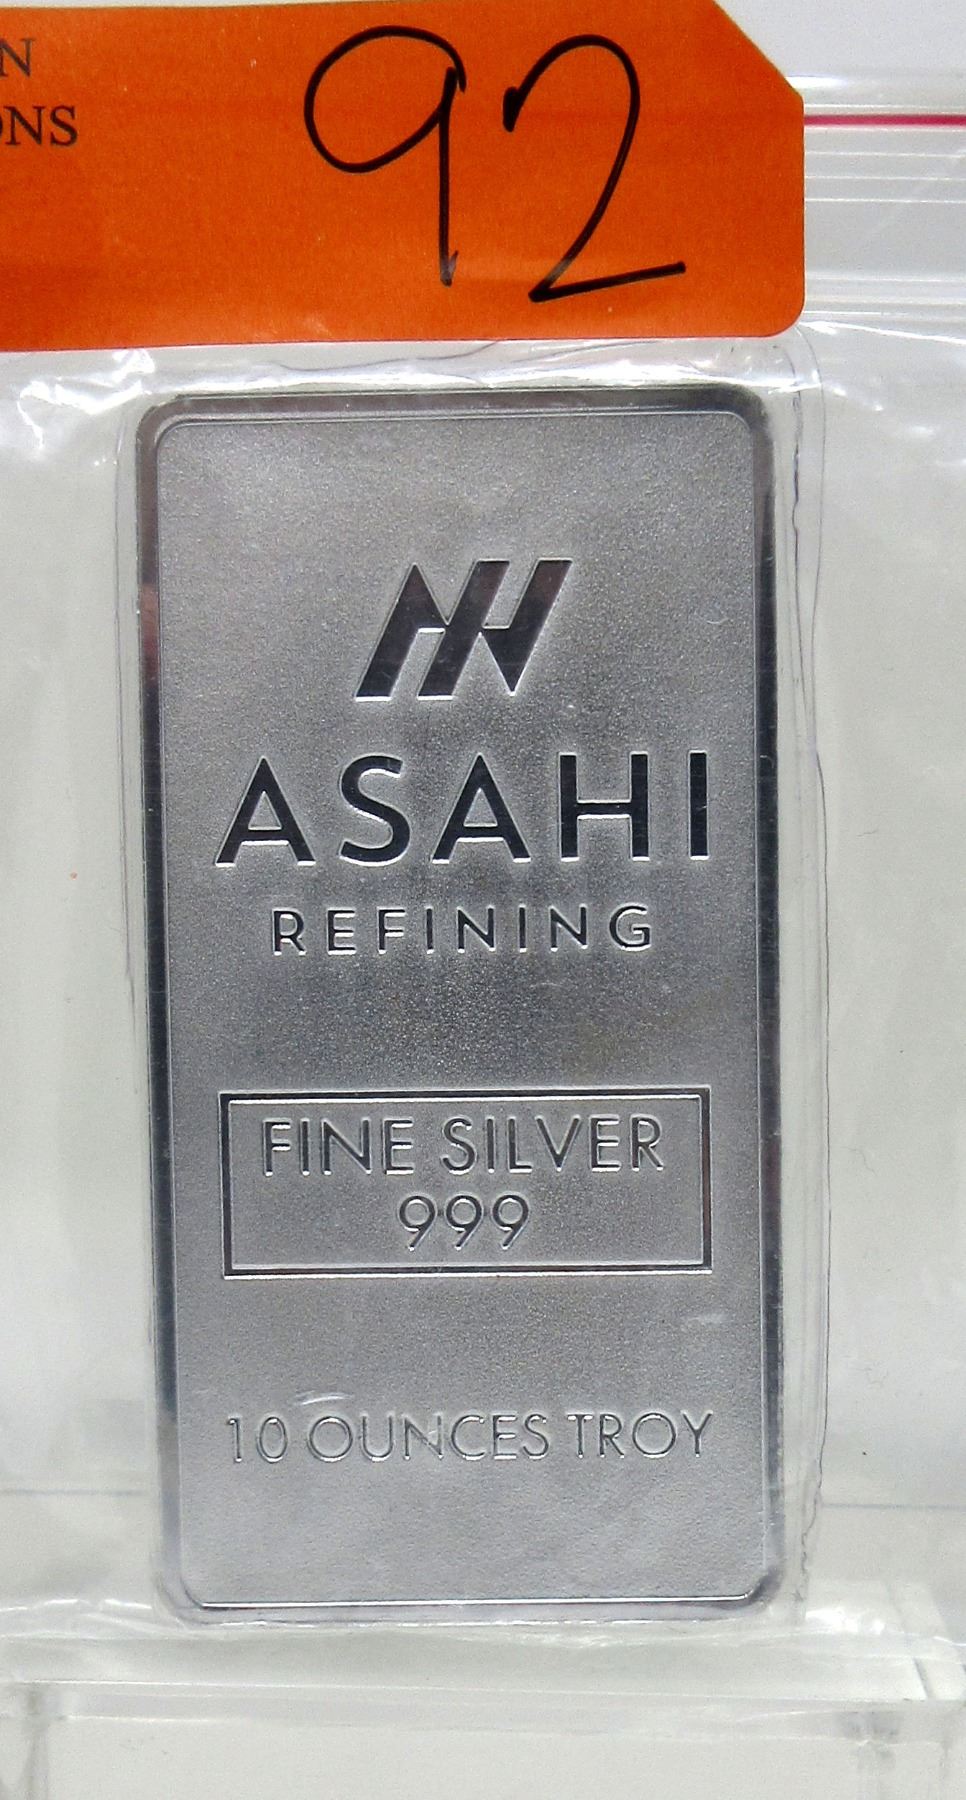 92
ASAHI
REFINING
FINE SILVER
999
10 OUNCES TROY